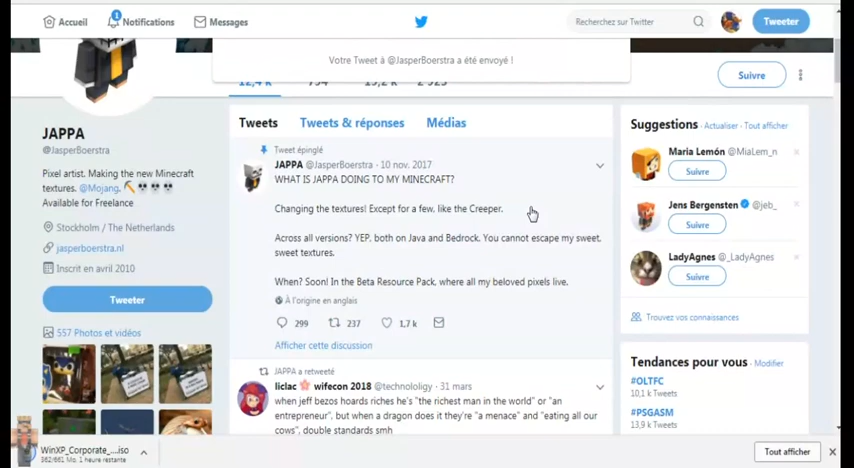 Accueil
Notifications
Messages
Recherchez sur Twitter
Tweeter
Votre Tweet à @JasperBoerstra a été envoyé !
12,4 k
Suivre
JAPPA
@JasperBoerstra
Pixel artist. Making the new Minecraft
textures. @Mojang.
Available for Freelance
Stockholm / The Netherlands
jasperboerstra.nl
Inscrit en avril 2010
Tweeter
557 Photos et vidéos
Tweets
Tweets & réponses
Médias
Tweet épinglé
JAPPA @JasperBoerstra · 10 nov. 2017
WHAT IS JAPPA DOING TO MY MINECRAFT?
Changing the textures! Except for a few, like the Creeper.
Across all versions? YEP, both on Java and Bedrock. You cannot escape my sweet,
sweet textures.
When? Soon! In the Beta Resource Pack, where all my beloved pixels live.
À l'origine en anglais
299
237
1,7 k
Afficher cette discussion
JAPPA a retweeté
liclac wifecon 2018 @technololigy · 31 mars
when jeff bezos hoards riches he's "the richest man in the world" or "an
entrepreneur", but when a dragon does it they're "a menace" and "eating all our
cows", double standards smh
Suggestions · Actualiser · Tout afficher
Maria Lemón @MiaLem_n
Suivre
Jens Bergensten @jeb_
Suivre
LadyAgnes @_LadyAgnes
Suivre
Trouvez vos connaissances
Tendances pour vous · Modifier
#OLTFC
10,1 k Tweets
#PSGASM
13,9 k Tweets
WinXP_Corporate_....iso
362/661 Mo, 1 heure restante
Tout afficher